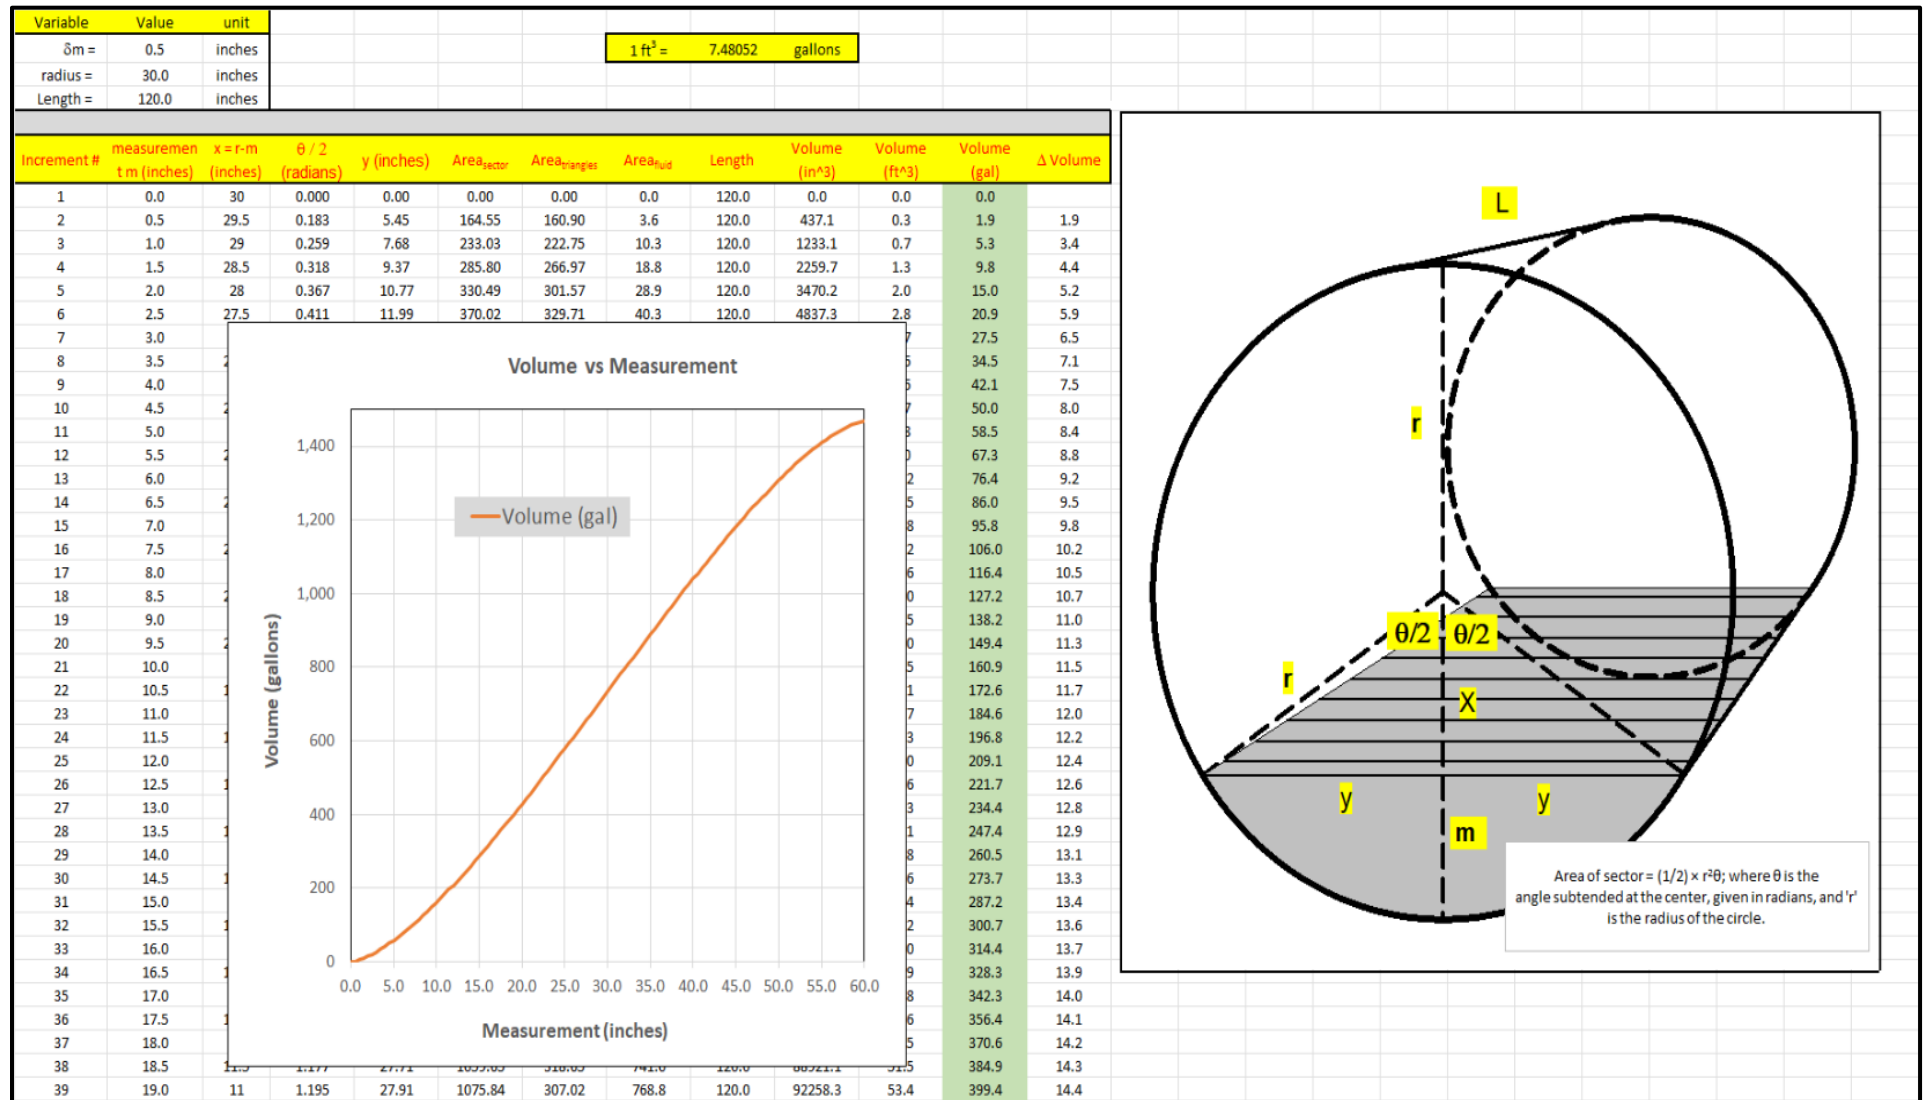 Variable Value unit
δm = 0.5 inches 1 ft³ = 7.48052 gallons
radius = 30.0 inches
Length = 120.0 inches
Increment # measuremen t m (inches) x = r-m (inches) θ / 2 (radians) y (inches) Area_sector Area_triangles Area_fluid Length Volume (in^3) Volume (ft^3) Volume (gal) Δ Volume
1 0.0 30 0.000 0.00 0.00 0.00 0.0 120.0 0.0 0.0 0.0
2 0.5 29.5 0.183 5.45 164.55 160.90 3.6 120.0 437.1 0.3 1.9 1.9
3 1.0 29 0.259 7.68 233.03 222.75 10.3 120.0 1233.1 0.7 5.3 3.4
4 1.5 28.5 0.318 9.37 285.80 266.97 18.8 120.0 2259.7 1.3 9.8 4.4
5 2.0 28 0.367 10.77 330.49 301.57 28.9 120.0 3470.2 2.0 15.0 5.2
6 2.5 27.5 0.411 11.99 370.02 329.71 40.3 120.0 4837.3 2.8 20.9 5.9
7 3.0 27.5 6.5
8 3.5 34.5 7.1
9 4.0 42.1 7.5
10 4.5 50.0 8.0
11 5.0 58.5 8.4
12 5.5 67.3 8.8
13 6.0 76.4 9.2
14 6.5 86.0 9.5
15 7.0 95.8 9.8
16 7.5 106.0 10.2
17 8.0 116.4 10.5
18 8.5 127.2 10.7
19 9.0 138.2 11.0
20 9.5 149.4 11.3
21 10.0 160.9 11.5
22 10.5 172.6 11.7
23 11.0 184.6 12.0
24 11.5 196.8 12.2
25 12.0 209.1 12.4
26 12.5 221.7 12.6
27 13.0 234.4 12.8
28 13.5 247.4 12.9
29 14.0 260.5 13.1
30 14.5 273.7 13.3
31 15.0 287.2 13.4
32 15.5 300.7 13.6
33 16.0 314.4 13.7
34 16.5 328.3 13.9
35 17.0 342.3 14.0
36 17.5 356.4 14.1
37 18.0 370.6 14.2
38 18.5 384.9 14.3
39 19.0 11 1.195 27.91 1075.84 307.02 768.8 120.0 92258.3 53.4 399.4 14.4
Volume vs Measurement
Volume (gal)
Volume (gallons)
1,400
1,200
1,000
800
600
400
200
0
0.0 5.0 10.0 15.0 20.0 25.0 30.0 35.0 40.0 45.0 50.0 55.0 60.0
Measurement (inches)
L
r
θ/2 θ/2
r
X
y y
m
Area of sector = (1/2) × r²θ; where θ is the
angle subtended at the center, given in radians, and 'r'
is the radius of the circle.